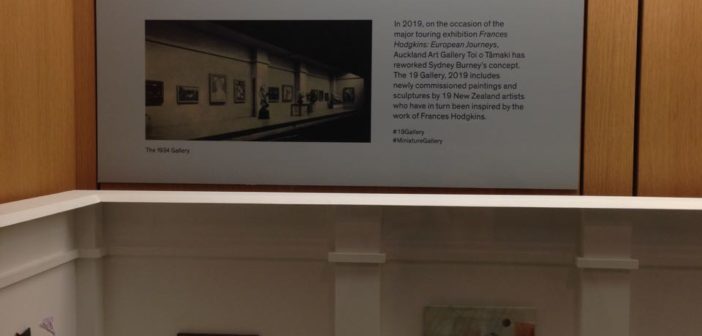 In 2019, on the occasion of the
major touring exhibition Frances
Hodgkins: European Journeys,
Auckland Art Gallery Toi o Tāmaki has
reworked Sydney Burney's concept.
The 19 Gallery, 2019 includes
newly commissioned paintings and
sculptures by 19 New Zealand artists
who have in turn been inspired by the
work of Frances Hodgkins.
#19Gallery
#MiniatureGallery
The 1934 Gallery